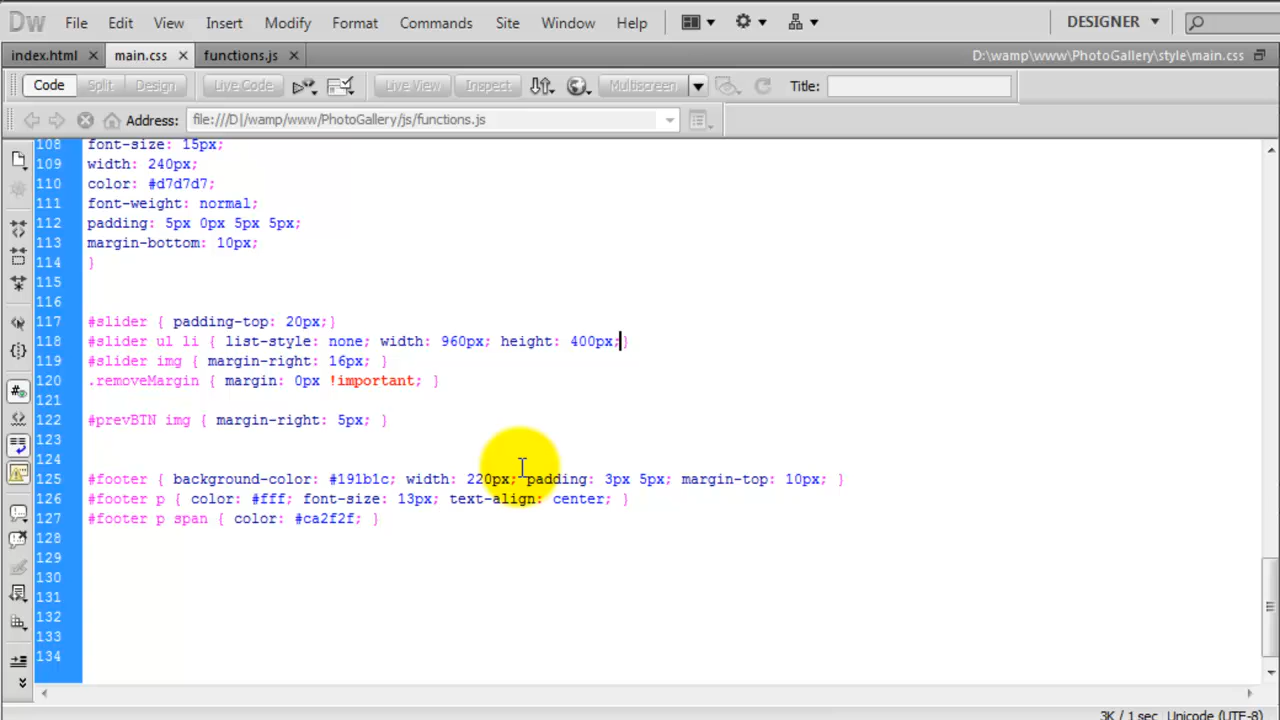 Dw File Edit View Insert Modify Format Commands Site Window Help DESIGNER
index.html main.css functions.js D:\wamp\www\PhotoGallery\style\main.css
Code Split Design Live Code Live View Inspect Multiscreen Title:
Address: file:///D|/wamp/www/PhotoGallery/js/functions.js
108 font-size: 15px;
109 width: 240px;
110 color: #d7d7d7;
111 font-weight: normal;
112 padding: 5px 0px 5px 5px;
113 margin-bottom: 10px;
114 }
115
116
117 #slider { padding-top: 20px;}
118 #slider ul li { list-style: none; width: 960px; height: 400px;}
119 #slider img { margin-right: 16px; }
120 .removeMargin { margin: 0px !important; }
121
122 #prevBTN img { margin-right: 5px; }
123
124
125 #footer { background-color: #191b1c; width: 220px; padding: 3px 5px; margin-top: 10px; }
126 #footer p { color: #fff; font-size: 13px; text-align: center; }
127 #footer p span { color: #ca2f2f; }
128
129
130
131
132
133
134
3K / 1 sec Unicode (UTF-8)